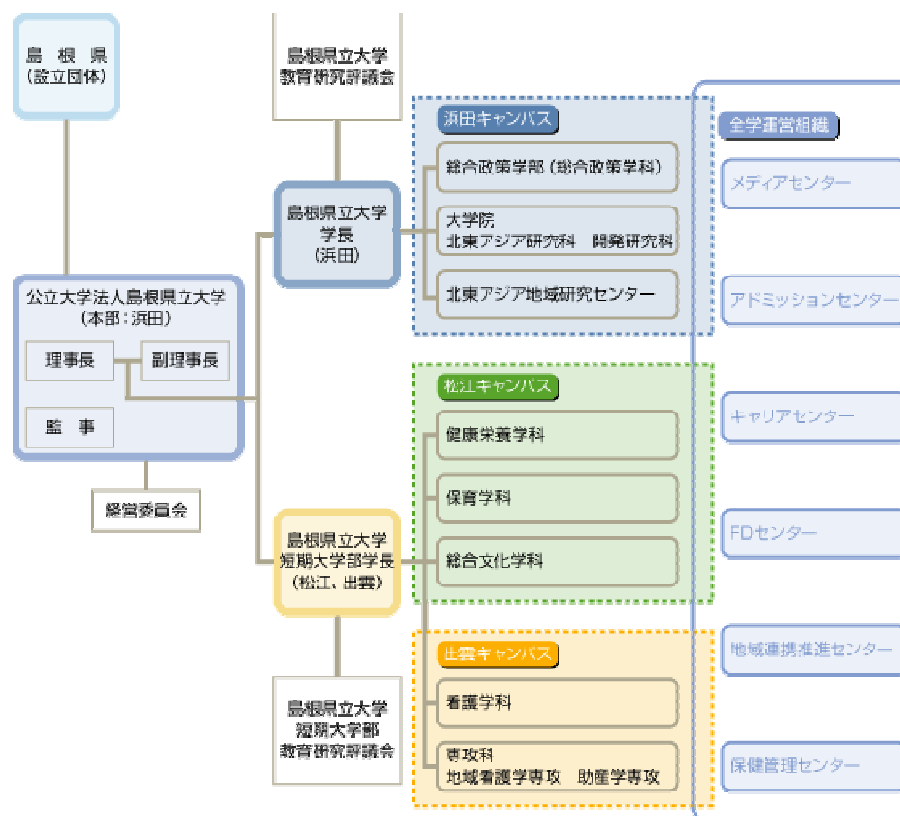 島 根 県
(設立団体)
島根県立大学
教育研究評議会
島根県立大学
学長
(浜田)
公立大学法人島根県立大学
(本部:浜田)
理事長
副理事長
監 事
経営委員会
島根県立大学
短期大学部学長
(松江、出雲)
島根県立大学
短期大学部
教育研究評議会
浜田キャンパス
総合政策学部(総合政策学科)
大学院
北東アジア研究科 開発研究科
北東アジア地域研究センター
松江キャンパス
健康栄養学科
保育学科
総合文化学科
出雲キャンパス
看護学科
専攻科
地域看護学専攻 助産学専攻
全学運営組織
メディアセンター
アドミッションセンター
キャリアセンター
FDセンター
地域連携推進センター
保健管理センター